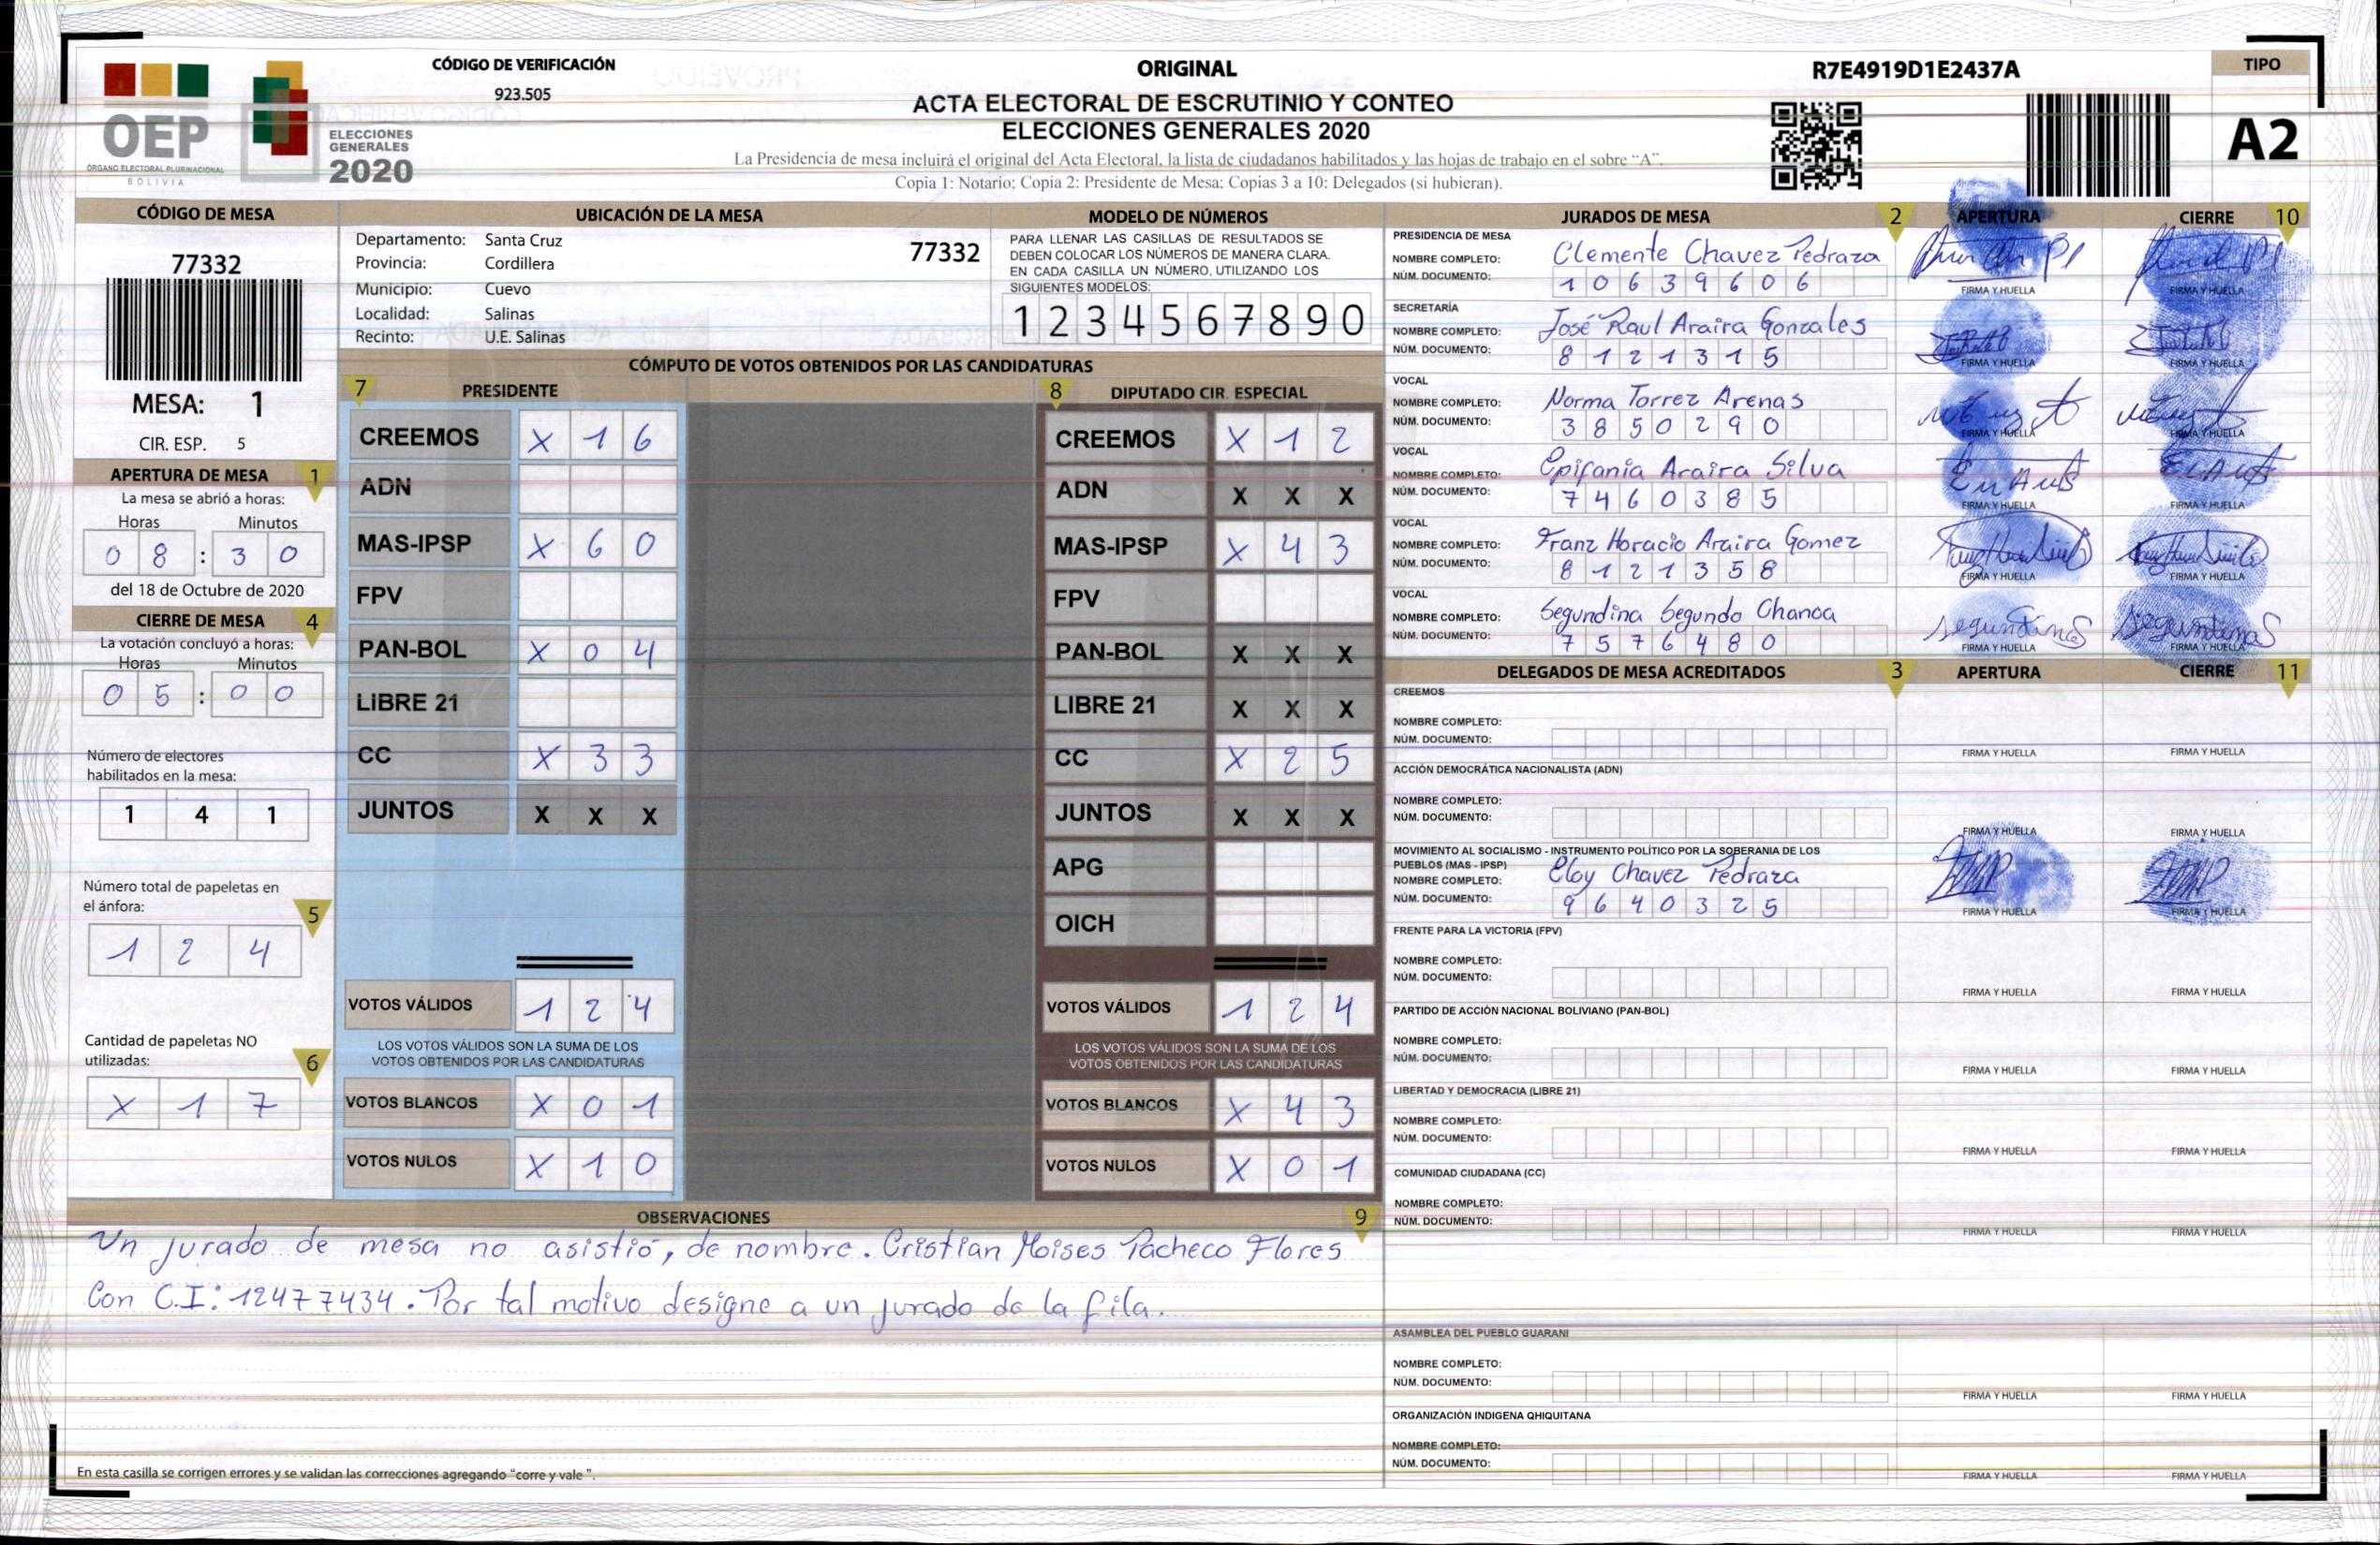 CÓDIGO DE VERIFICACIÓN
923.505
OEP
ÓRGANO ELECTORAL PLURINACIONAL
BOLIVIA
ELECCIONES
GENERALES
2020
ORIGINAL
ACTA ELECTORAL DE ESCRUTINIO Y CONTEO
ELECCIONES GENERALES 2020
La Presidencia de mesa incluirá el original del Acta Electoral, la lista de ciudadanos habilitados y las hojas de trabajo en el sobre "A".
Copia 1: Notario; Copia 2: Presidente de Mesa; Copias 3 a 10: Delegados (si hubieran).
R7E4919D1E2437A
TIPO
A2
CÓDIGO DE MESA
77332
MESA: 1
CIR. ESP. 5
APERTURA DE MESA 1
La mesa se abrió a horas:
Horas Minutos
0 8 : 3 0
del 18 de Octubre de 2020
CIERRE DE MESA 4
La votación concluyó a horas:
Horas Minutos
0 5 : 0 0
Número de electores
habilitados en la mesa:
1 4 1
Número total de papeletas en
el ánfora:
5
1 2 4
Cantidad de papeletas NO
utilizadas:
6
X 1 7
UBICACIÓN DE LA MESA
Departamento: Santa Cruz
77332
Provincia: Cordillera
Municipio: Cuevo
Localidad: Salinas
Recinto: U.E. Salinas
MODELO DE NÚMEROS
PARA LLENAR LAS CASILLAS DE RESULTADOS SE
DEBEN COLOCAR LOS NÚMEROS DE MANERA CLARA.
EN CADA CASILLA UN NÚMERO, UTILIZANDO LOS
SIGUIENTES MODELOS:
1 2 3 4 5 6 7 8 9 0
CÓMPUTO DE VOTOS OBTENIDOS POR LAS CANDIDATURAS
7 PRESIDENTE
CREEMOS X 1 6
ADN
MAS-IPSP X 6 0
FPV
PAN-BOL X 0 4
LIBRE 21
CC X 3 3
JUNTOS X X X
VOTOS VÁLIDOS 1 2 4
LOS VOTOS VÁLIDOS SON LA SUMA DE LOS
VOTOS OBTENIDOS POR LAS CANDIDATURAS
VOTOS BLANCOS X 0 1
VOTOS NULOS X 1 0
8 DIPUTADO CIR. ESPECIAL
CREEMOS X 1 2
ADN X X X
MAS-IPSP X 4 3
FPV
PAN-BOL X X X
LIBRE 21 X X X
CC X 2 5
JUNTOS X X X
APG
OICH
VOTOS VÁLIDOS 1 2 4
LOS VOTOS VÁLIDOS SON LA SUMA DE LOS
VOTOS OBTENIDOS POR LAS CANDIDATURAS
VOTOS BLANCOS X 4 3
VOTOS NULOS X 0 1
OBSERVACIONES 9
Un jurado de mesa no asistió, de nombre. Cristian Moises Pacheco Flores
Con C.I: 12477434. Por tal motivo designe a un jurado de la fila.
En esta casilla se corrigen errores y se validan las correcciones agregando "corre y vale ".
JURADOS DE MESA 2 APERTURA CIERRE 10
PRESIDENCIA DE MESA
NOMBRE COMPLETO: Clemente Chavez Pedraza
NÚM. DOCUMENTO: 1 0 6 3 9 6 0 6
FIRMA Y HUELLA FIRMA Y HUELLA
SECRETARÍA
NOMBRE COMPLETO: José Raul Araira Gonzales
NÚM. DOCUMENTO: 8 1 2 1 3 1 5
FIRMA Y HUELLA FIRMA Y HUELLA
VOCAL
NOMBRE COMPLETO: Norma Torrez Arenas
NÚM. DOCUMENTO: 3 8 5 0 2 9 0
FIRMA Y HUELLA FIRMA Y HUELLA
VOCAL
NOMBRE COMPLETO: Epifania Araira Silva
NÚM. DOCUMENTO: 7 4 6 0 3 8 5
FIRMA Y HUELLA FIRMA Y HUELLA
VOCAL
NOMBRE COMPLETO: Franz Horacio Araira Gomez
NÚM. DOCUMENTO: 8 1 2 1 3 5 8
FIRMA Y HUELLA FIRMA Y HUELLA
VOCAL
NOMBRE COMPLETO: Segundina Segundo Chanca
NÚM. DOCUMENTO: 7 5 7 6 4 8 0
FIRMA Y HUELLA FIRMA Y HUELLA
DELEGADOS DE MESA ACREDITADOS 3 APERTURA CIERRE 11
CREEMOS
NOMBRE COMPLETO:
NÚM. DOCUMENTO:
FIRMA Y HUELLA FIRMA Y HUELLA
ACCIÓN DEMOCRÁTICA NACIONALISTA (ADN)
NOMBRE COMPLETO:
NÚM. DOCUMENTO:
FIRMA Y HUELLA FIRMA Y HUELLA
MOVIMIENTO AL SOCIALISMO - INSTRUMENTO POLÍTICO POR LA SOBERANIA DE LOS
PUEBLOS (MAS - IPSP)
NOMBRE COMPLETO: Eloy Chavez Pedraza
NÚM. DOCUMENTO: 9 6 4 0 3 2 5
FIRMA Y HUELLA FIRMA Y HUELLA
FRENTE PARA LA VICTORIA (FPV)
NOMBRE COMPLETO:
NÚM. DOCUMENTO:
FIRMA Y HUELLA FIRMA Y HUELLA
PARTIDO DE ACCIÓN NACIONAL BOLIVIANO (PAN-BOL)
NOMBRE COMPLETO:
NÚM. DOCUMENTO:
FIRMA Y HUELLA FIRMA Y HUELLA
LIBERTAD Y DEMOCRACIA (LIBRE 21)
NOMBRE COMPLETO:
NÚM. DOCUMENTO:
FIRMA Y HUELLA FIRMA Y HUELLA
COMUNIDAD CIUDADANA (CC)
NOMBRE COMPLETO:
NÚM. DOCUMENTO:
FIRMA Y HUELLA FIRMA Y HUELLA
ASAMBLEA DEL PUEBLO GUARANI
NOMBRE COMPLETO:
NÚM. DOCUMENTO:
FIRMA Y HUELLA FIRMA Y HUELLA
ORGANIZACIÓN INDIGENA QHIQUITANA
NOMBRE COMPLETO:
NÚM. DOCUMENTO:
FIRMA Y HUELLA FIRMA Y HUELLA